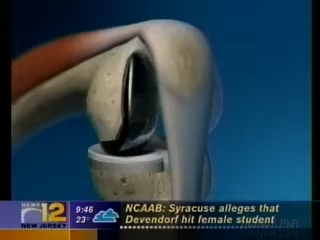 NEWS
12
NEW JERSEY
9:46
23°
NCAAB: Syracuse alleges that
Devendorf hit female student